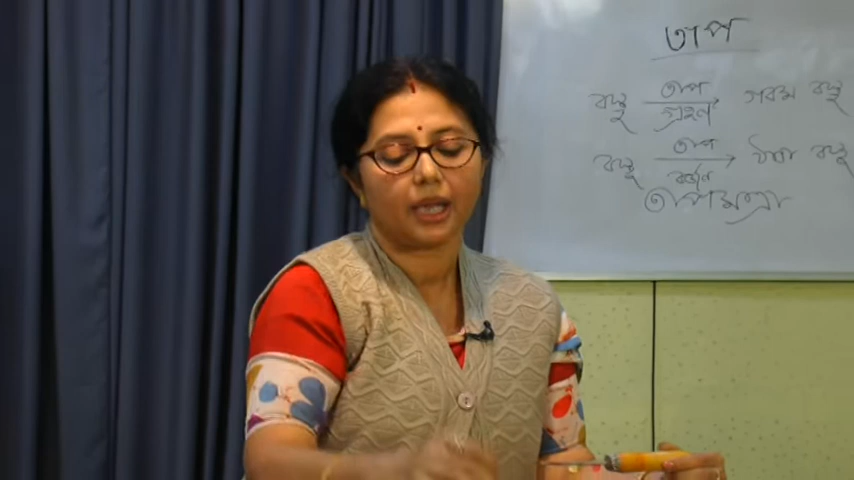 তাপ
বস্তু তাপ গ্রহণ গরম বস্তু
বস্তু তাপ বর্জন ঠান্ডা বস্তু
তাপমাত্রা